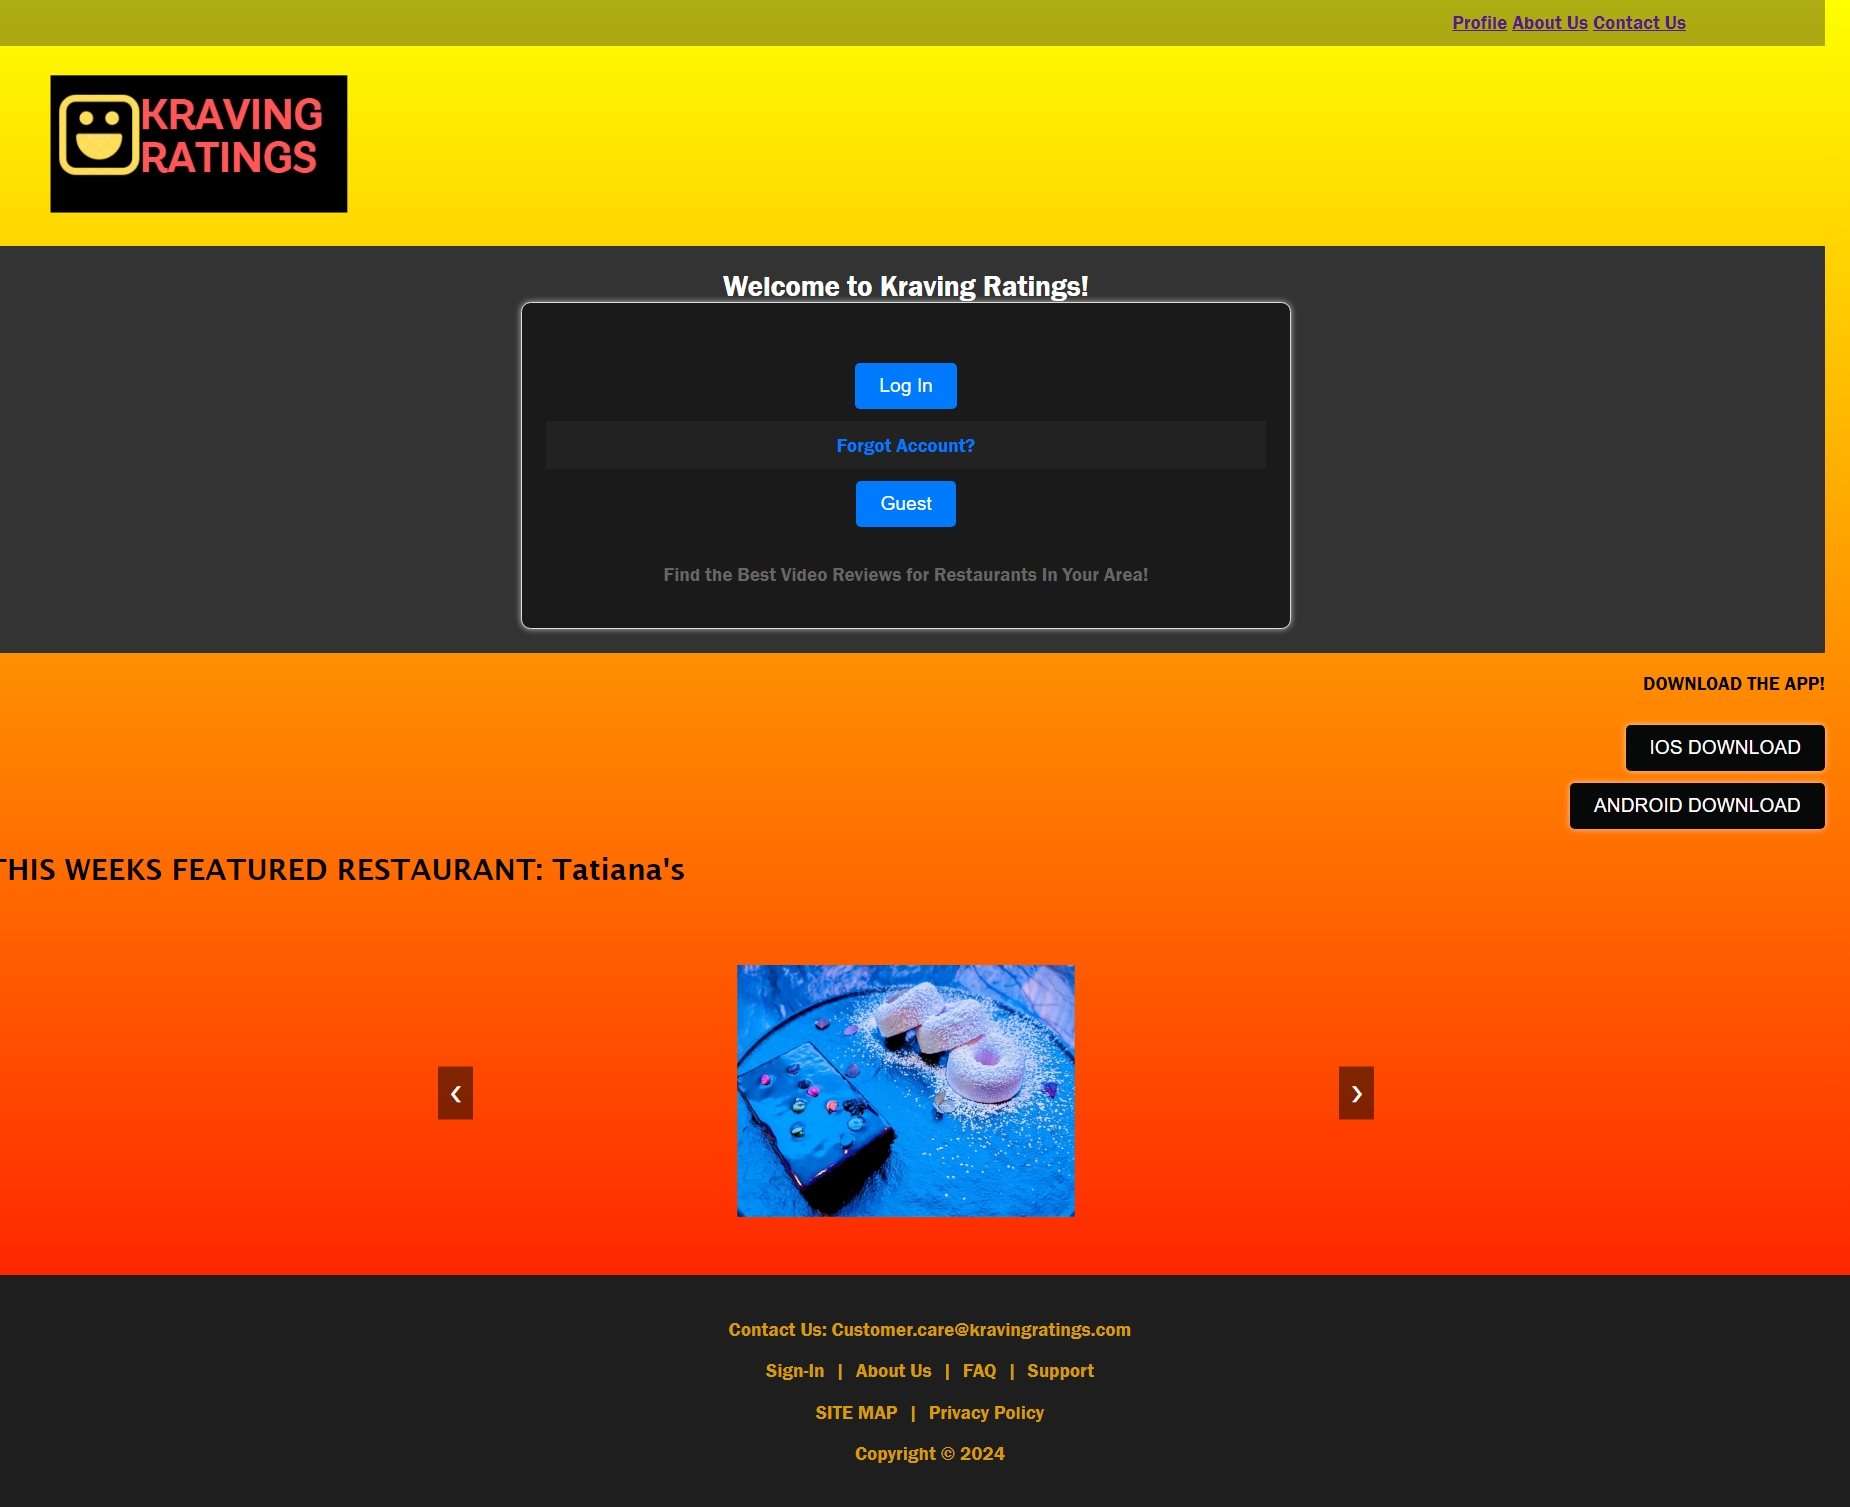 Profile About Us Contact Us
KRAVING
RATINGS
Welcome to Kraving Ratings!
Log In
Forgot Account?
Guest
Find the Best Video Reviews for Restaurants In Your Area!
DOWNLOAD THE APP!
IOS DOWNLOAD
ANDROID DOWNLOAD
THIS WEEKS FEATURED RESTAURANT: Tatiana's
❮ ❯
Contact Us: Customer.care@kravingratings.com
Sign-In | About Us | FAQ | Support
SITE MAP | Privacy Policy
Copyright © 2024